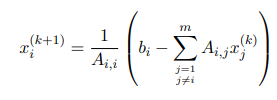 x_i^{(k+1)} = \frac{1}{A_{i,i}} \left( b_i - \sum_{\substack{j=1 \\ j \neq i}}^{m} A_{i,j} x_j^{(k)} \right)